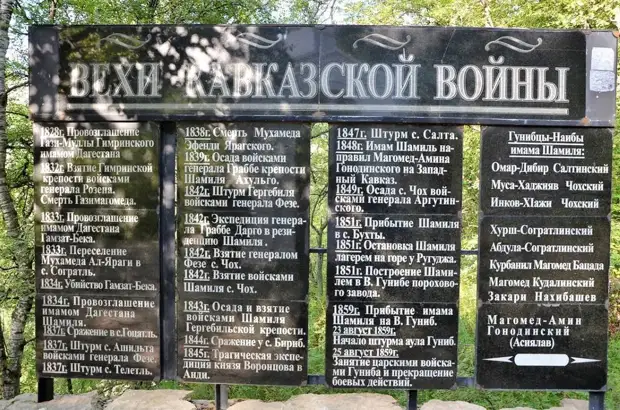 ВЕХИ КАВКАЗСКОЙ ВОЙНЫ
1828г. Провозглашение
Газя-Муллы Гимринского
имамом Дагестана
1832г. Взятие Гимринской
крепости войсками
генерала Розена.
Смерть Газимогомеда.
1833г. Провозглашение
имамом Дагестана
Гамзат-Бека.
1833г. Переселение
Мухамеда Ал-Яраги в
с. Согратль.
1834г. Убийство Гамзат-Бека.
1834г. Провозглашение
имамом Дагестана
Шамиля.
Сражение в с.Гоцатль.
1837г. Штурм с. Ашильта
войсками генерала Фезе.
1837г. Штурм с. Телетль.
1838г. Смерть Мухамеда
Эфенди Ярагского.
1839г. Осада войсками
генерала Граббе крепости
Шамиля Ахульго.
1842г. Штурм Гергебиля
войсками генерала Фезе.
1842г. Экспедиция генера-
ла Граббе Дарго в рези-
денцию Шамиля.
1842г. Взятие генералом
Фезе с. Чох.
1842г. Взятие войсками
Шамиля с. Чох.
1843г. Осада и взятие
войсками Шамиля
Гергебильской крепости.
1844г. Сражение у с. Бириб.
1845г. Трагическая экспе-
диция князя Воронцова в
Анди.
1847г. Штурм с. Салта.
1848г. Имам Шамиль на-
правил Магомед-Амина
Гонодинского на Запад-
ный Кавказ.
1849г. Осада с. Чох вой-
сками генерала Аргутин-
ского.
1851г. Прибытие Шамиля
в с. Бухты.
1851г. Остановка Шамиля
лагерем на горе у Ругуджа.
1851г. Построение Шами-
лем в В. Гунибе порохово-
го завода.
1859г. Прибытие имама
Шамиля на В. Гуниб.
23 август 1859г.
Начало штурма аула Гуниб.
25 август 1859г.
Занятие царскими войска-
ми Гуниба и прекращение
боевых действий.
Гунибцы-Наибы
имама Шамиля:
Омар-Дибир Салтинский
Муса-Хаджияв Чохский
Инков-ХIажи Чохский
Хурш-Согратлинский
Абдула-Согратлинский
Курбанил Магомед Бацада
Магомед Кудалинский
Закари Нахибашев
Магомед-Амин
Гонодинский
(Асиялав)